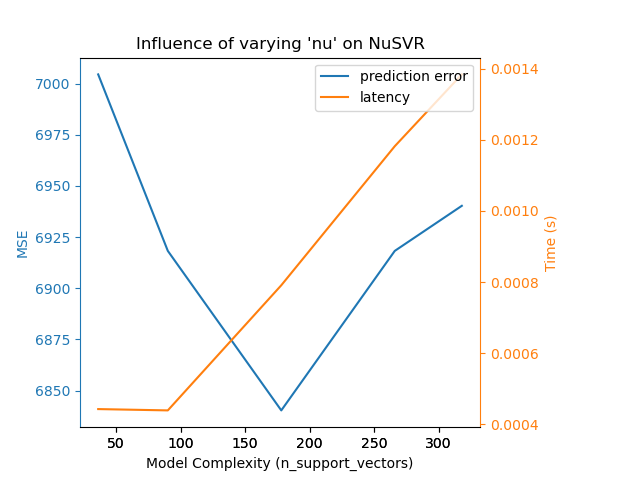 Influence of varying 'nu' on NuSVR
prediction error
latency
7000
6975
6950
6925
6900
6875
6850
MSE
0.0014
0.0012
0.0010
0.0008
0.0006
0.0004
Time (s)
50 100 150 200 250 300
Model Complexity (n_support_vectors)